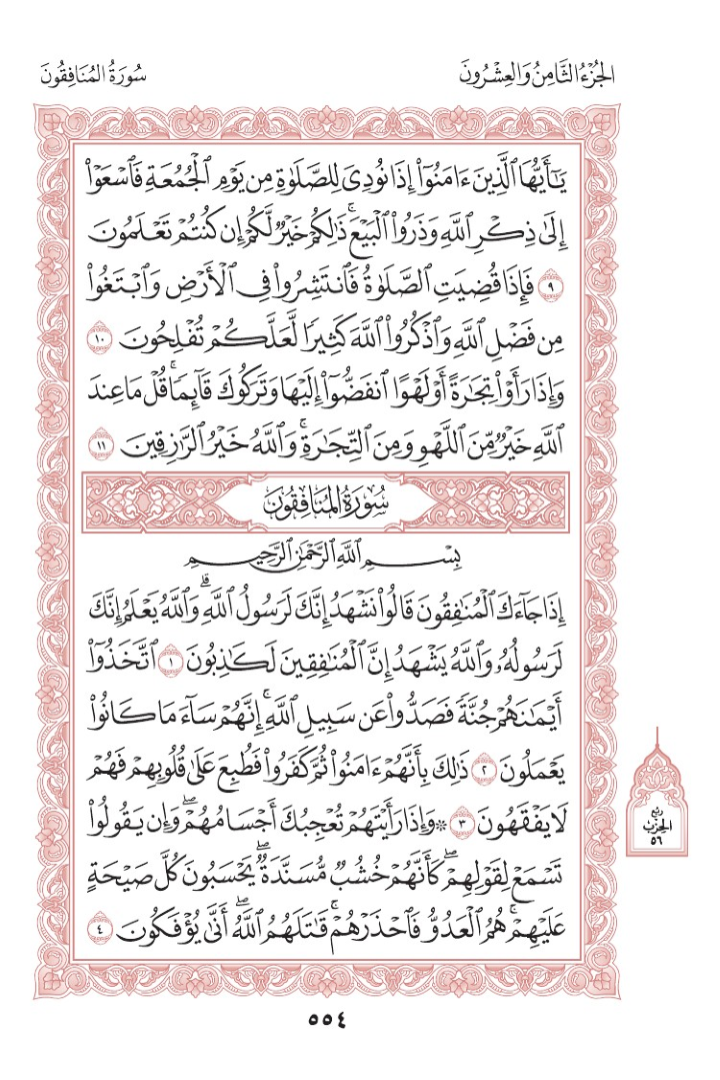 الجُزْءُ الثَّامِنُ وَالعِشْرُونَ
سُورَةُ المُنَافِقُونَ
يَٰٓأَيُّهَا ٱلَّذِينَ ءَامَنُوٓاْ إِذَا نُودِيَ لِلصَّلَوٰةِ مِن يَوْمِ ٱلْجُمُعَةِ فَٱسْعَوْاْ
إِلَىٰ ذِكْرِ ٱللَّهِ وَذَرُواْ ٱلْبَيْعَۚ ذَٰلِكُمْ خَيْرٌ لَّكُمْ إِن كُنتُمْ تَعْلَمُونَ
٩ فَإِذَا قُضِيَتِ ٱلصَّلَوٰةُ فَٱنتَشِرُواْ فِي ٱلْأَرْضِ وَٱبْتَغُواْ
مِن فَضْلِ ٱللَّهِ وَٱذْكُرُواْ ٱللَّهَ كَثِيرًا لَّعَلَّكُمْ تُفْلِحُونَ ١٠
وَإِذَا رَأَوْاْ تِجَٰرَةً أَوْ لَهْوًا ٱنفَضُّوٓاْ إِلَيْهَا وَتَرَكُوكَ قَآئِمًاۚ قُلْ مَا عِندَ
ٱللَّهِ خَيْرٌ مِّنَ ٱللَّهْوِ وَمِنَ ٱلتِّجَٰرَةِۚ وَٱللَّهُ خَيْرُ ٱلرَّٰزِقِينَ ١١
سُورَةُ المُنَافِقُونَ
بِسْمِ ٱللَّهِ ٱلرَّحْمَٰنِ ٱلرَّحِيمِ
إِذَا جَآءَكَ ٱلْمُنَٰفِقُونَ قَالُواْ نَشْهَدُ إِنَّكَ لَرَسُولُ ٱللَّهِۗ وَٱللَّهُ يَعْلَمُ إِنَّكَ
لَرَسُولُهُۥ وَٱللَّهُ يَشْهَدُ إِنَّ ٱلْمُنَٰفِقِينَ لَكَٰذِبُونَ ١ ٱتَّخَذُوٓاْ
أَيْمَٰنَهُمْ جُنَّةً فَصَدُّواْ عَن سَبِيلِ ٱللَّهِۚ إِنَّهُمْ سَآءَ مَا كَانُواْ
يَعْمَلُونَ ٢ ذَٰلِكَ بِأَنَّهُمْ ءَامَنُواْ ثُمَّ كَفَرُواْ فَطُبِعَ عَلَىٰ قُلُوبِهِمْ فَهُمْ
لَا يَفْقَهُونَ ٣ ۞ وَإِذَا رَأَيْتَهُمْ تُعْجِبُكَ أَجْسَامُهُمْۖ وَإِن يَقُولُواْ
تَسْمَعْ لِقَوْلِهِمْۖ كَأَنَّهُمْ خُشُبٌ مُّسَنَّدَةٌۖ يَحْسَبُونَ كُلَّ صَيْحَةٍ
عَلَيْهِمْۚ هُمُ ٱلْعَدُوُّ فَٱحْذَرْهُمْۚ قَٰتَلَهُمُ ٱللَّهُۖ أَنَّىٰ يُؤْفَكُونَ ٤
ربع
الحزب
٥٦
٥٥٤